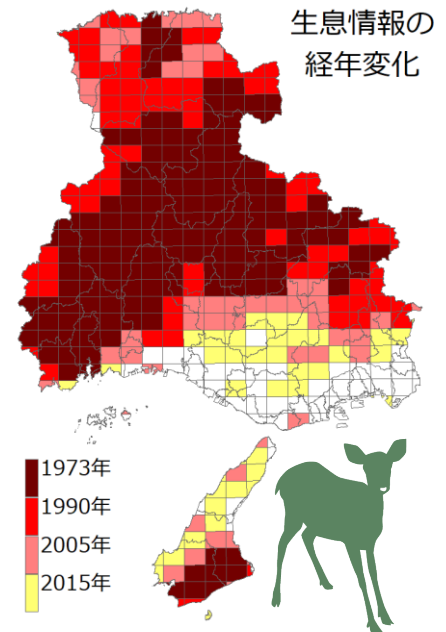 生息情報の
経年変化
1973年
1990年
2005年
2015年